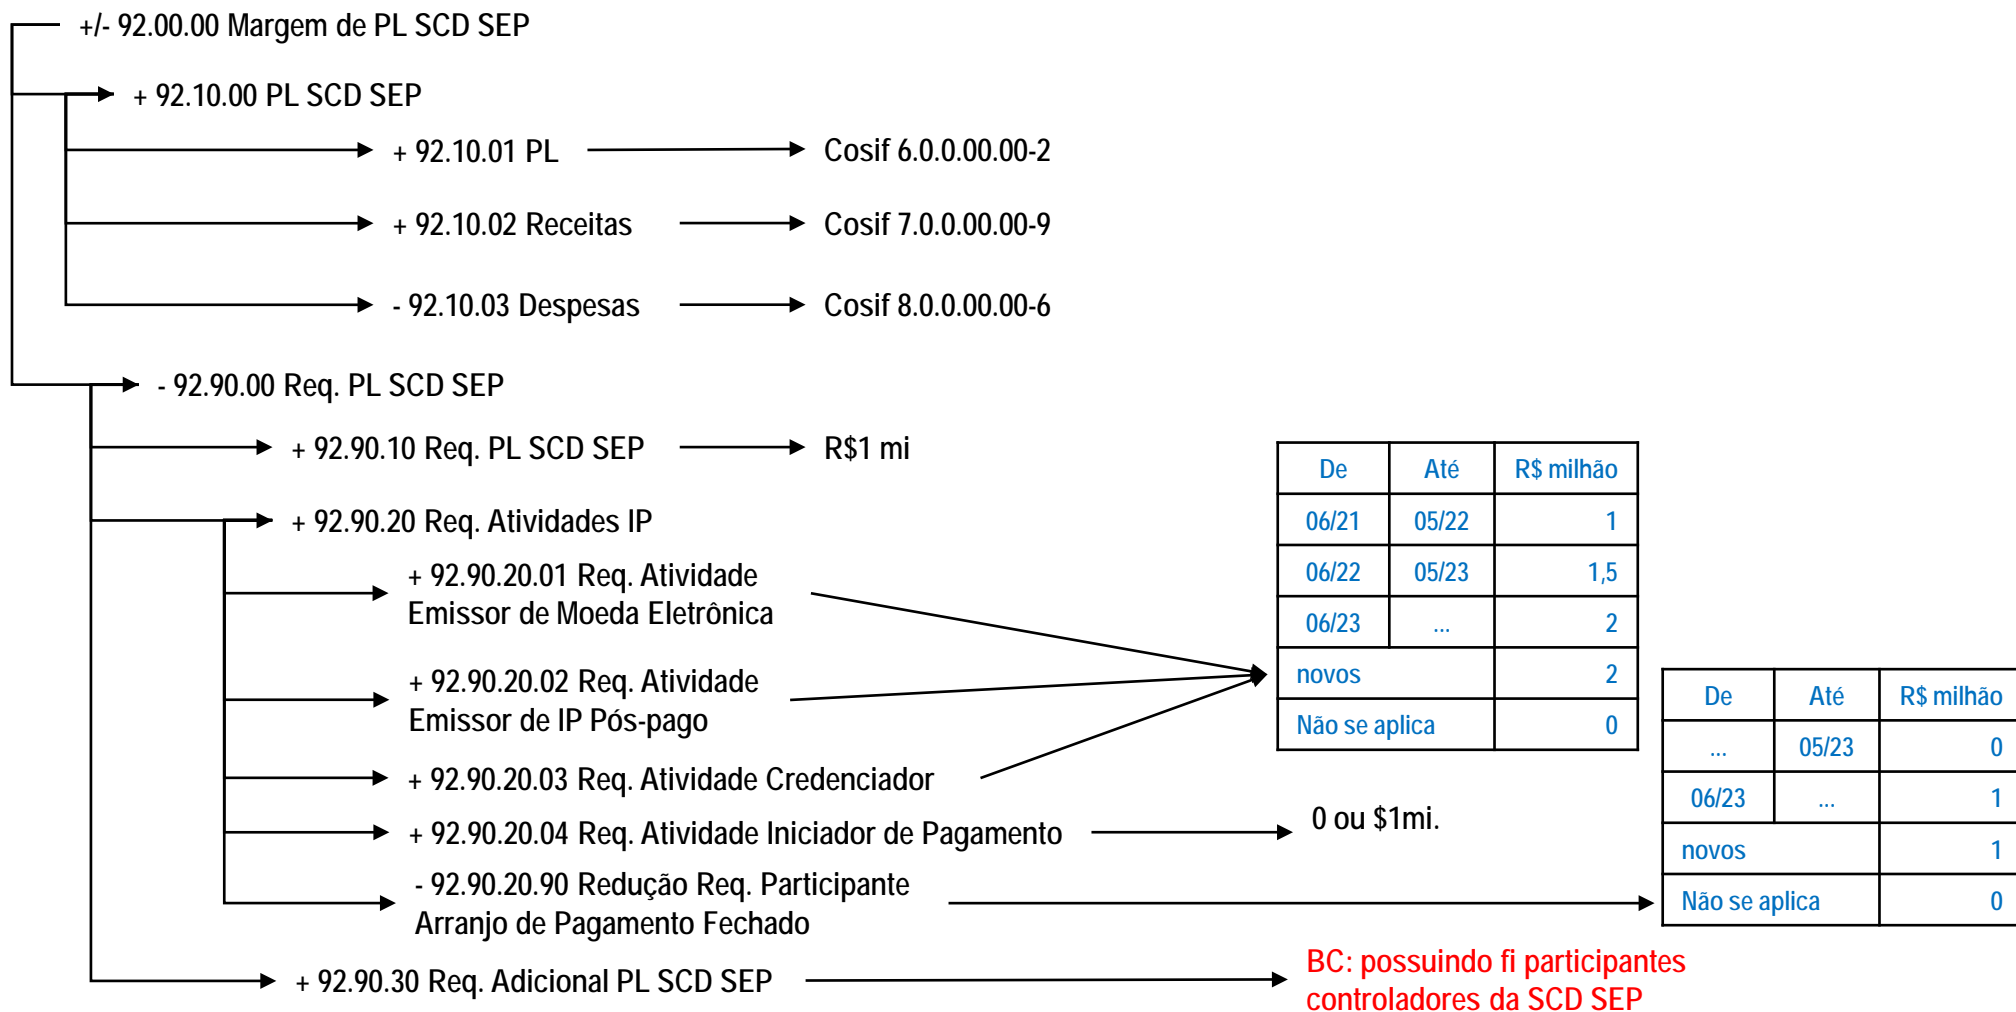 +/- 92.00.00 Margem de PL SCD SEP
+ 92.10.00 PL SCD SEP
+ 92.10.01 PL
Cosif 6.0.0.00.00-2
+ 92.10.02 Receitas
Cosif 7.0.0.00.00-9
- 92.10.03 Despesas
Cosif 8.0.0.00.00-6
- 92.90.00 Req. PL SCD SEP
+ 92.90.10 Req. PL SCD SEP
R$1 mi
+ 92.90.20 Req. Atividades IP
+ 92.90.20.01 Req. Atividade
Emissor de Moeda Eletrônica
+ 92.90.20.02 Req. Atividade
Emissor de IP Pós-pago
+ 92.90.20.03 Req. Atividade Credenciador
De Até R$ milhão
06/21 05/22 1
06/22 05/23 1,5
06/23 ... 2
novos 2
Não se aplica 0
+ 92.90.20.04 Req. Atividade Iniciador de Pagamento
0 ou $1mi.
- 92.90.20.90 Redução Req. Participante
Arranjo de Pagamento Fechado
De Até R$ milhão
... 05/23 0
06/23 ... 1
novos 1
Não se aplica 0
+ 92.90.30 Req. Adicional PL SCD SEP
BC: possuindo fi participantes
controladores da SCD SEP